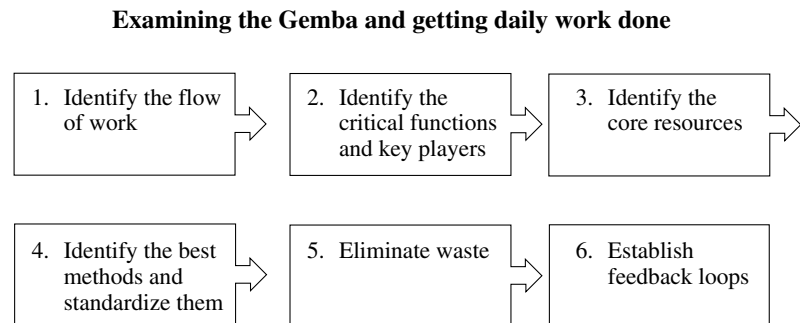 Examining the Gemba and getting daily work done
1. Identify the flow
of work
2. Identify the
critical functions
and key players
3. Identify the
core resources
4. Identify the best
methods and
standardize them
5. Eliminate waste
6. Establish
feedback loops